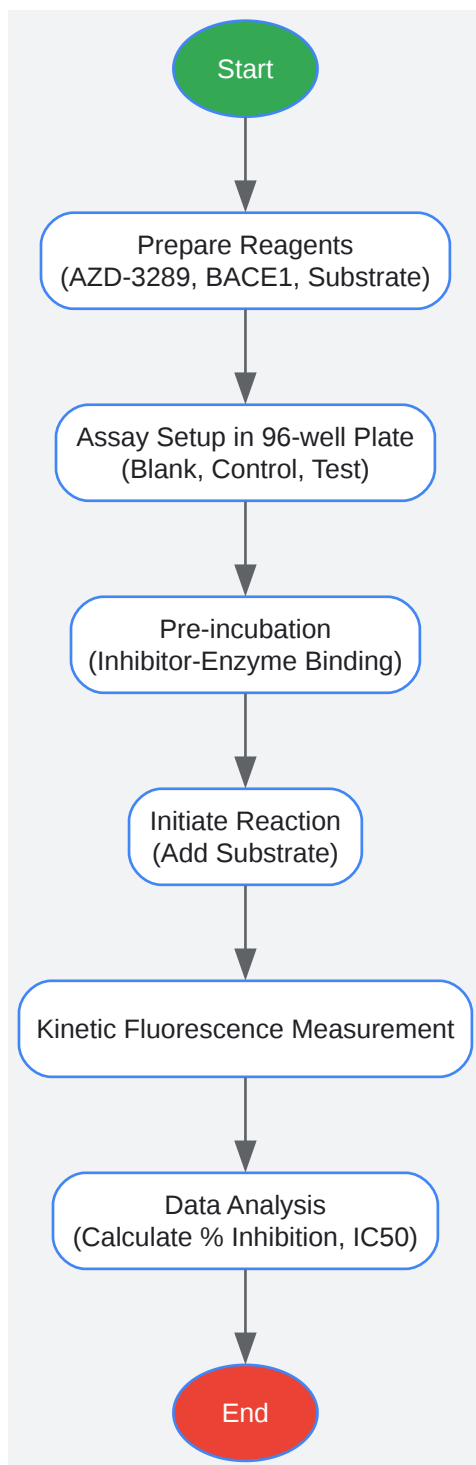 Start
Prepare Reagents
(AZD-3289, BACE1, Substrate)
Assay Setup in 96-well Plate
(Blank, Control, Test)
Pre-incubation
(Inhibitor-Enzyme Binding)
Initiate Reaction
(Add Substrate)
Kinetic Fluorescence Measurement
Data Analysis
(Calculate % Inhibition, IC50)
End